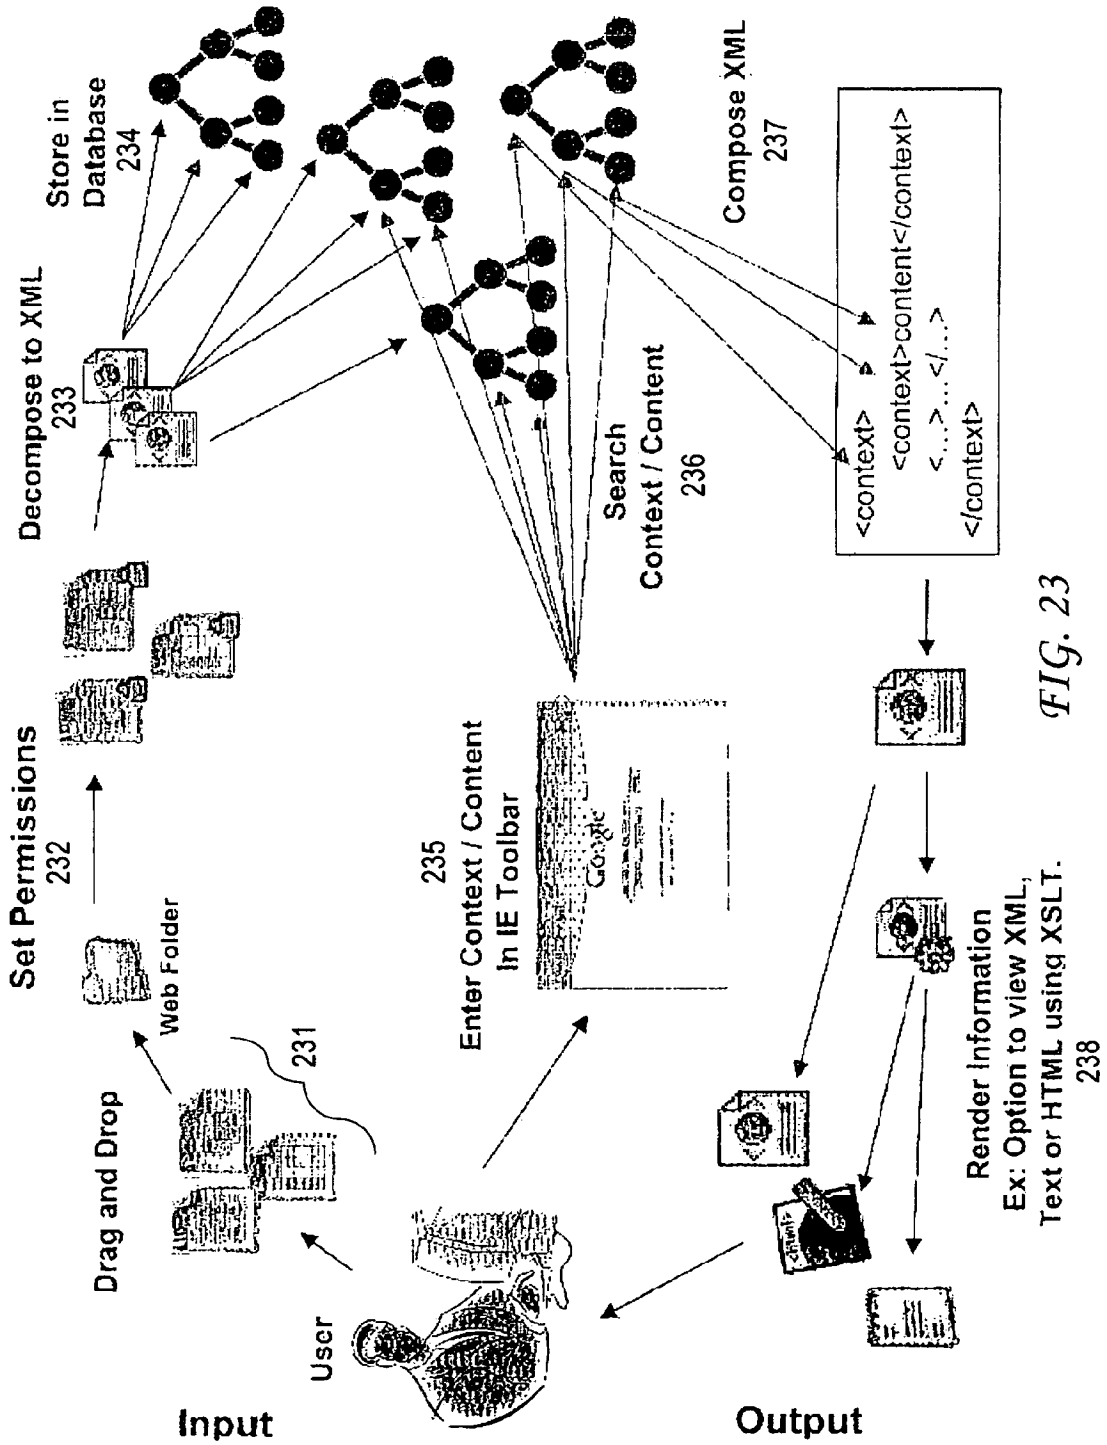 Input
User
Drag and Drop
231
Web Folder
Set Permissions
232
Decompose to XML
233
Store in
Database
234
235
Enter Context / Content
In IE Toolbar
Google
Search
Context / Content
236
Compose XML
237
<context>
<context>content</context>
<...>...</...>
</context>
Output
<html>
Render Information
Ex: Option to view XML,
Text or HTML using XSLT.
238
FIG. 23